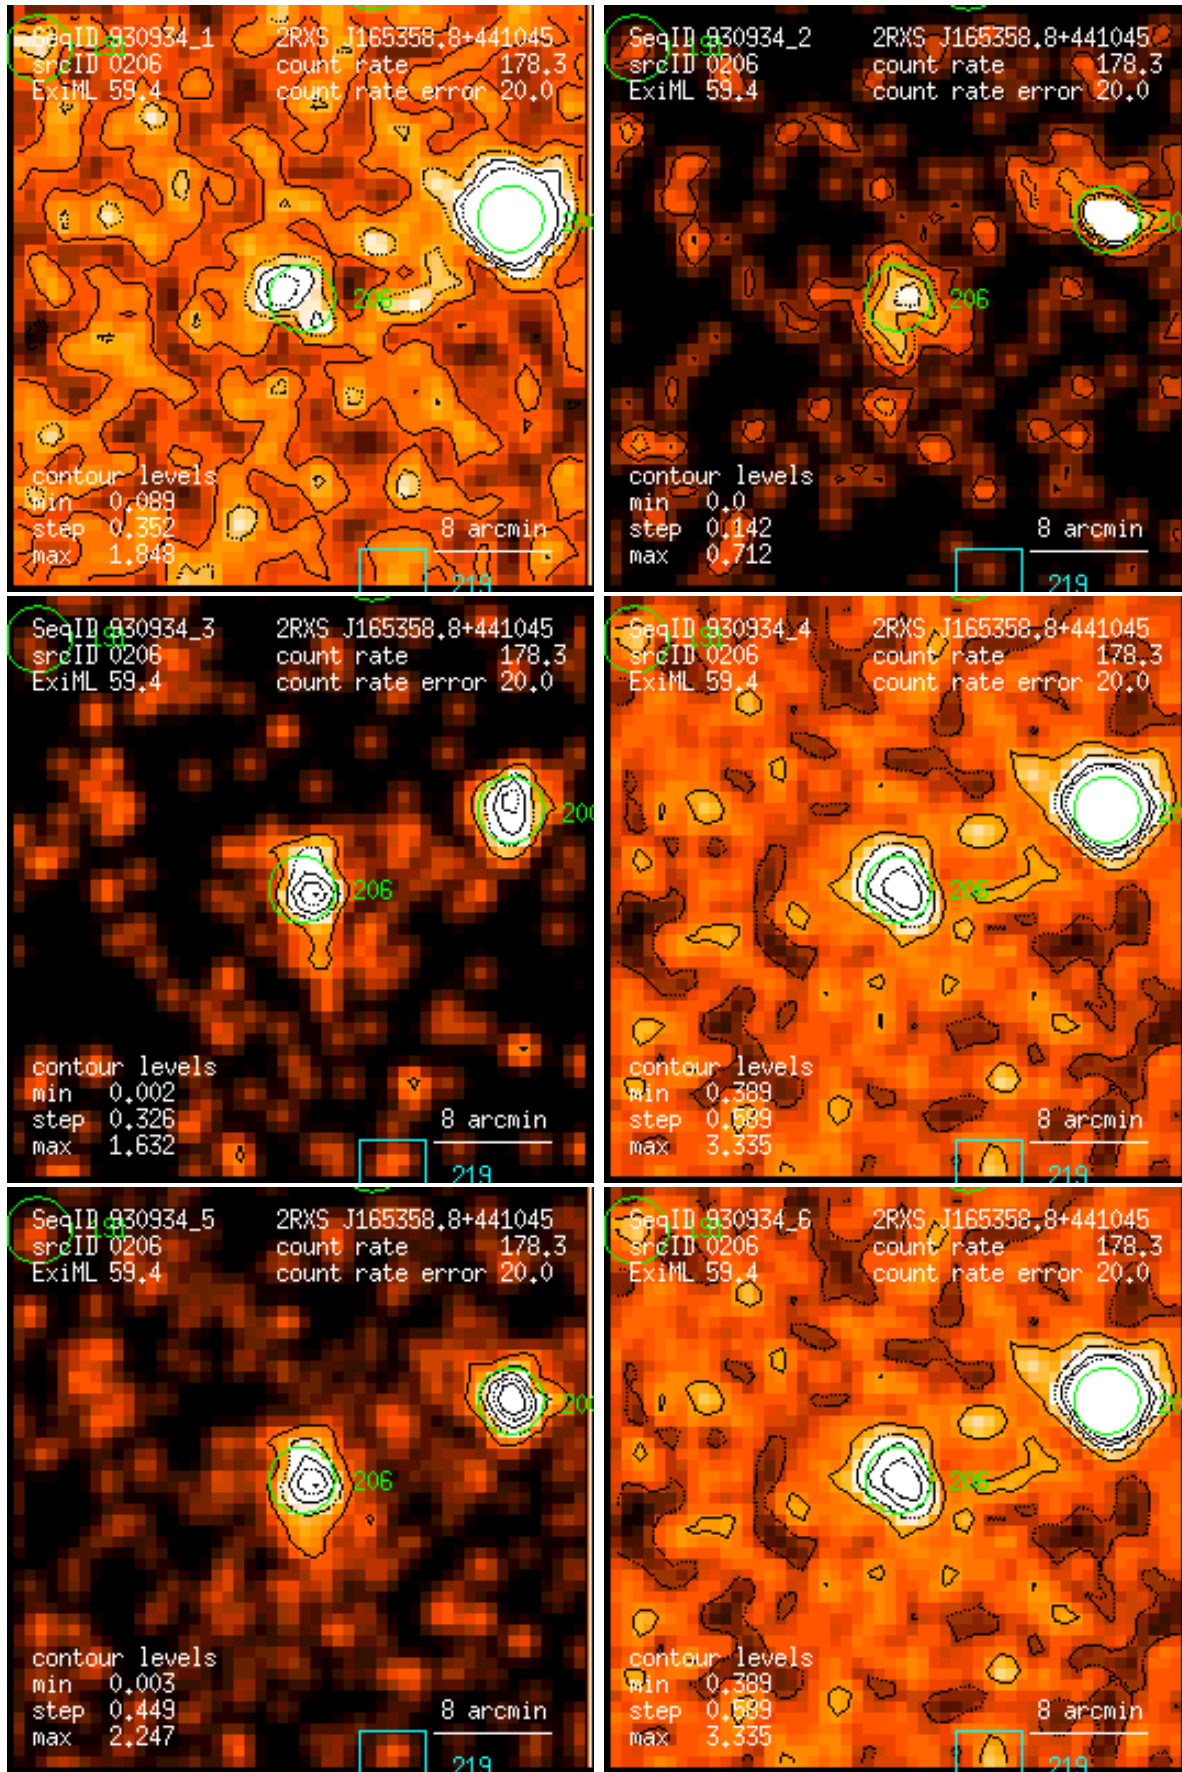 SeqID 930934_1 2RXS J165358.8+441045
srcID 0206 count rate 178.3
ExiML 59.4 count rate error 20.0
191
206
contour levels
min 0.089
step 0.352
max 1.848
8 arcmin
219
SeqID 930934_2 2RXS J165358.8+441045
srcID 0206 count rate 178.3
ExiML 59.4 count rate error 20.0
191
206
contour levels
min 0.0
step 0.142
max 0.712
8 arcmin
219
SeqID 930934_3 2RXS J165358.8+441045
srcID 0206 count rate 178.3
ExiML 59.4 count rate error 20.0
191
206
contour levels
min 0.002
step 0.326
max 1.632
8 arcmin
219
SeqID 930934_4 2RXS J165358.8+441045
srcID 0206 count rate 178.3
ExiML 59.4 count rate error 20.0
191
206
contour levels
min 0.389
step 0.589
max 3.335
8 arcmin
219
SeqID 930934_5 2RXS J165358.8+441045
srcID 0206 count rate 178.3
ExiML 59.4 count rate error 20.0
191
206
contour levels
min 0.003
step 0.449
max 2.247
8 arcmin
219
SeqID 930934_6 2RXS J165358.8+441045
srcID 0206 count rate 178.3
ExiML 59.4 count rate error 20.0
191
206
contour levels
min 0.389
step 0.589
max 3.335
8 arcmin
219